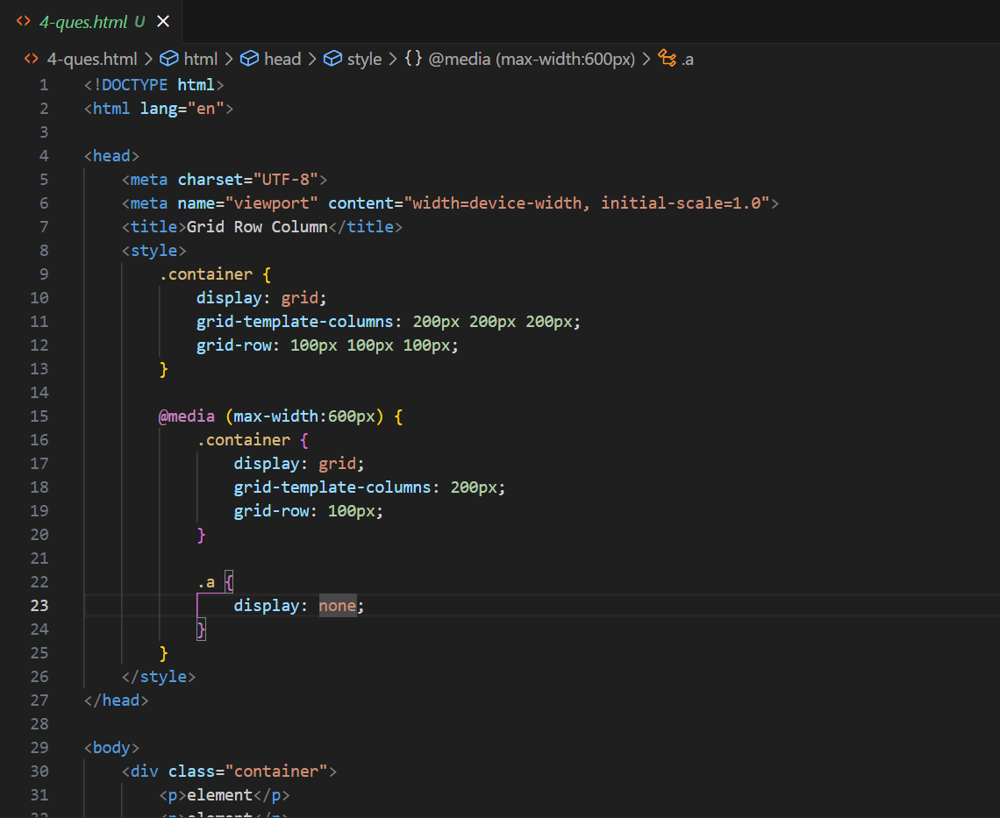 4-ques.html U
4-ques.html > html > head > style > {} @media (max-width:600px) > .a
1 <!DOCTYPE html>
2 <html lang="en">
3
4 <head>
5     <meta charset="UTF-8">
6     <meta name="viewport" content="width=device-width, initial-scale=1.0">
7     <title>Grid Row Column</title>
8     <style>
9         .container {
10             display: grid;
11             grid-template-columns: 200px 200px 200px;
12             grid-row: 100px 100px 100px;
13         }
14
15         @media (max-width:600px) {
16             .container {
17                 display: grid;
18                 grid-template-columns: 200px;
19                 grid-row: 100px;
20             }
21
22             .a {
23                 display: none;
24             }
25         }
26     </style>
27 </head>
28
29 <body>
30     <div class="container">
31         <p>element</p>
32         <p>element</p>